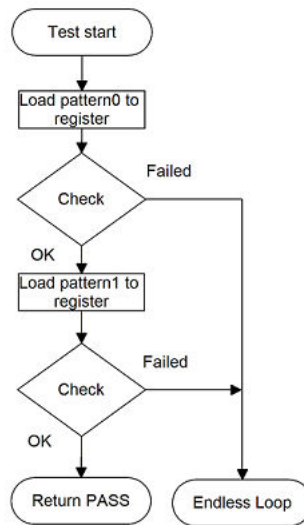 Test start
Load pattern0 to
register
Failed
Check
OK
Load pattern1 to
register
Failed
Check
OK
Return PASS
Endless Loop